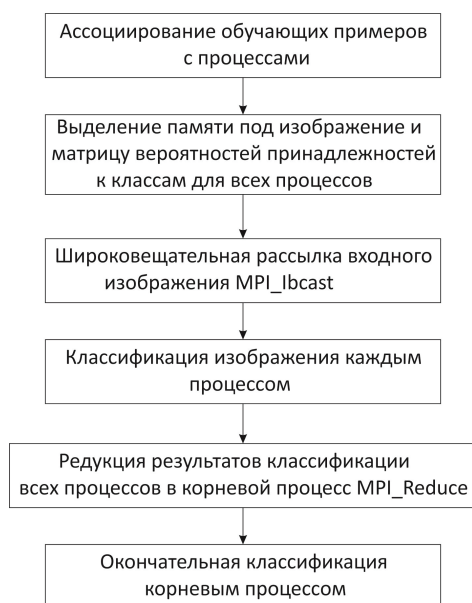 Ассоциирование обучающих примеров
с процессами
Выделение памяти под изображение и
матрицу вероятностей принадлежностей
к классам для всех процессов
Широковещательная рассылка входного
изображения MPI_Ibcast
Классификация изображения каждым
процессом
Редукция результатов классификации
всех процессов в корневой процесс MPI_Reduce
Окончательная классификация
корневым процессом